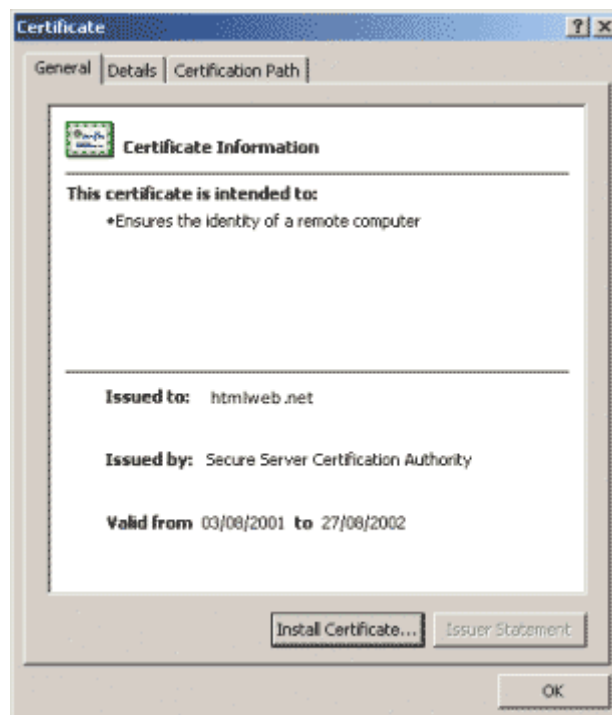 Certificate
General Details Certification Path
Certificate Information
This certificate is intended to:
•Ensures the identity of a remote computer
Issued to: htmlweb.net
Issued by: Secure Server Certification Authority
Valid from 03/08/2001 to 27/08/2002
Install Certificate... Issuer Statement
OK